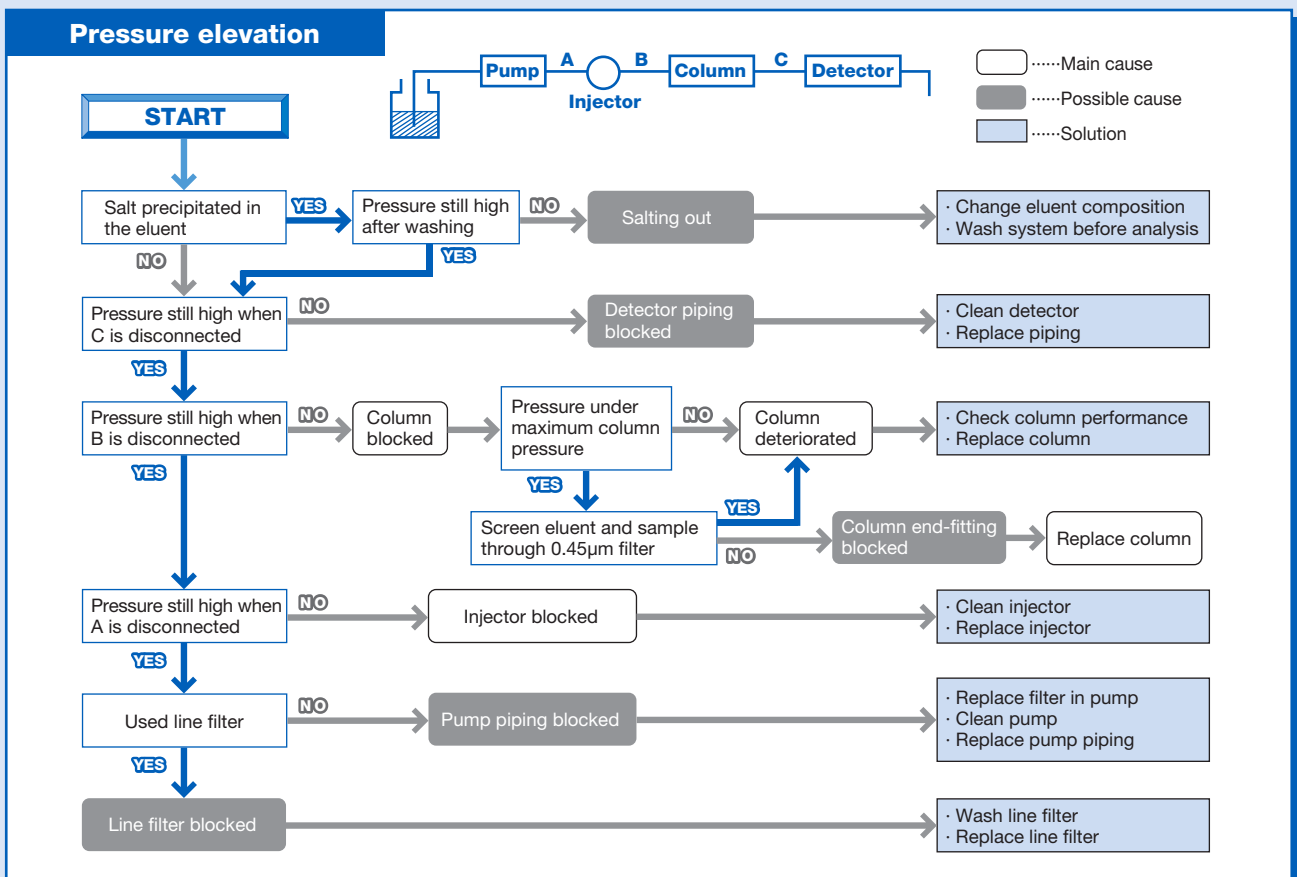 Pressure elevation
Pump
A
Injector
B
Column
C
Detector
······Main cause
······Possible cause
······Solution
START
Salt precipitated in
the eluent
YES
Pressure still high
after washing
NO
Salting out
· Change eluent composition
· Wash system before analysis
NO
YES
Pressure still high when
C is disconnected
NO
Detector piping
blocked
· Clean detector
· Replace piping
YES
Pressure still high when
B is disconnected
NO
Column
blocked
Pressure under
maximum column
pressure
NO
Column
deteriorated
· Check column performance
· Replace column
YES
YES
Screen eluent and sample
through 0.45μm filter
YES
NO
Column end-fitting
blocked
Replace column
Pressure still high when
A is disconnected
NO
Injector blocked
· Clean injector
· Replace injector
YES
Used line filter
NO
Pump piping blocked
· Replace filter in pump
· Clean pump
· Replace pump piping
YES
Line filter blocked
· Wash line filter
· Replace line filter